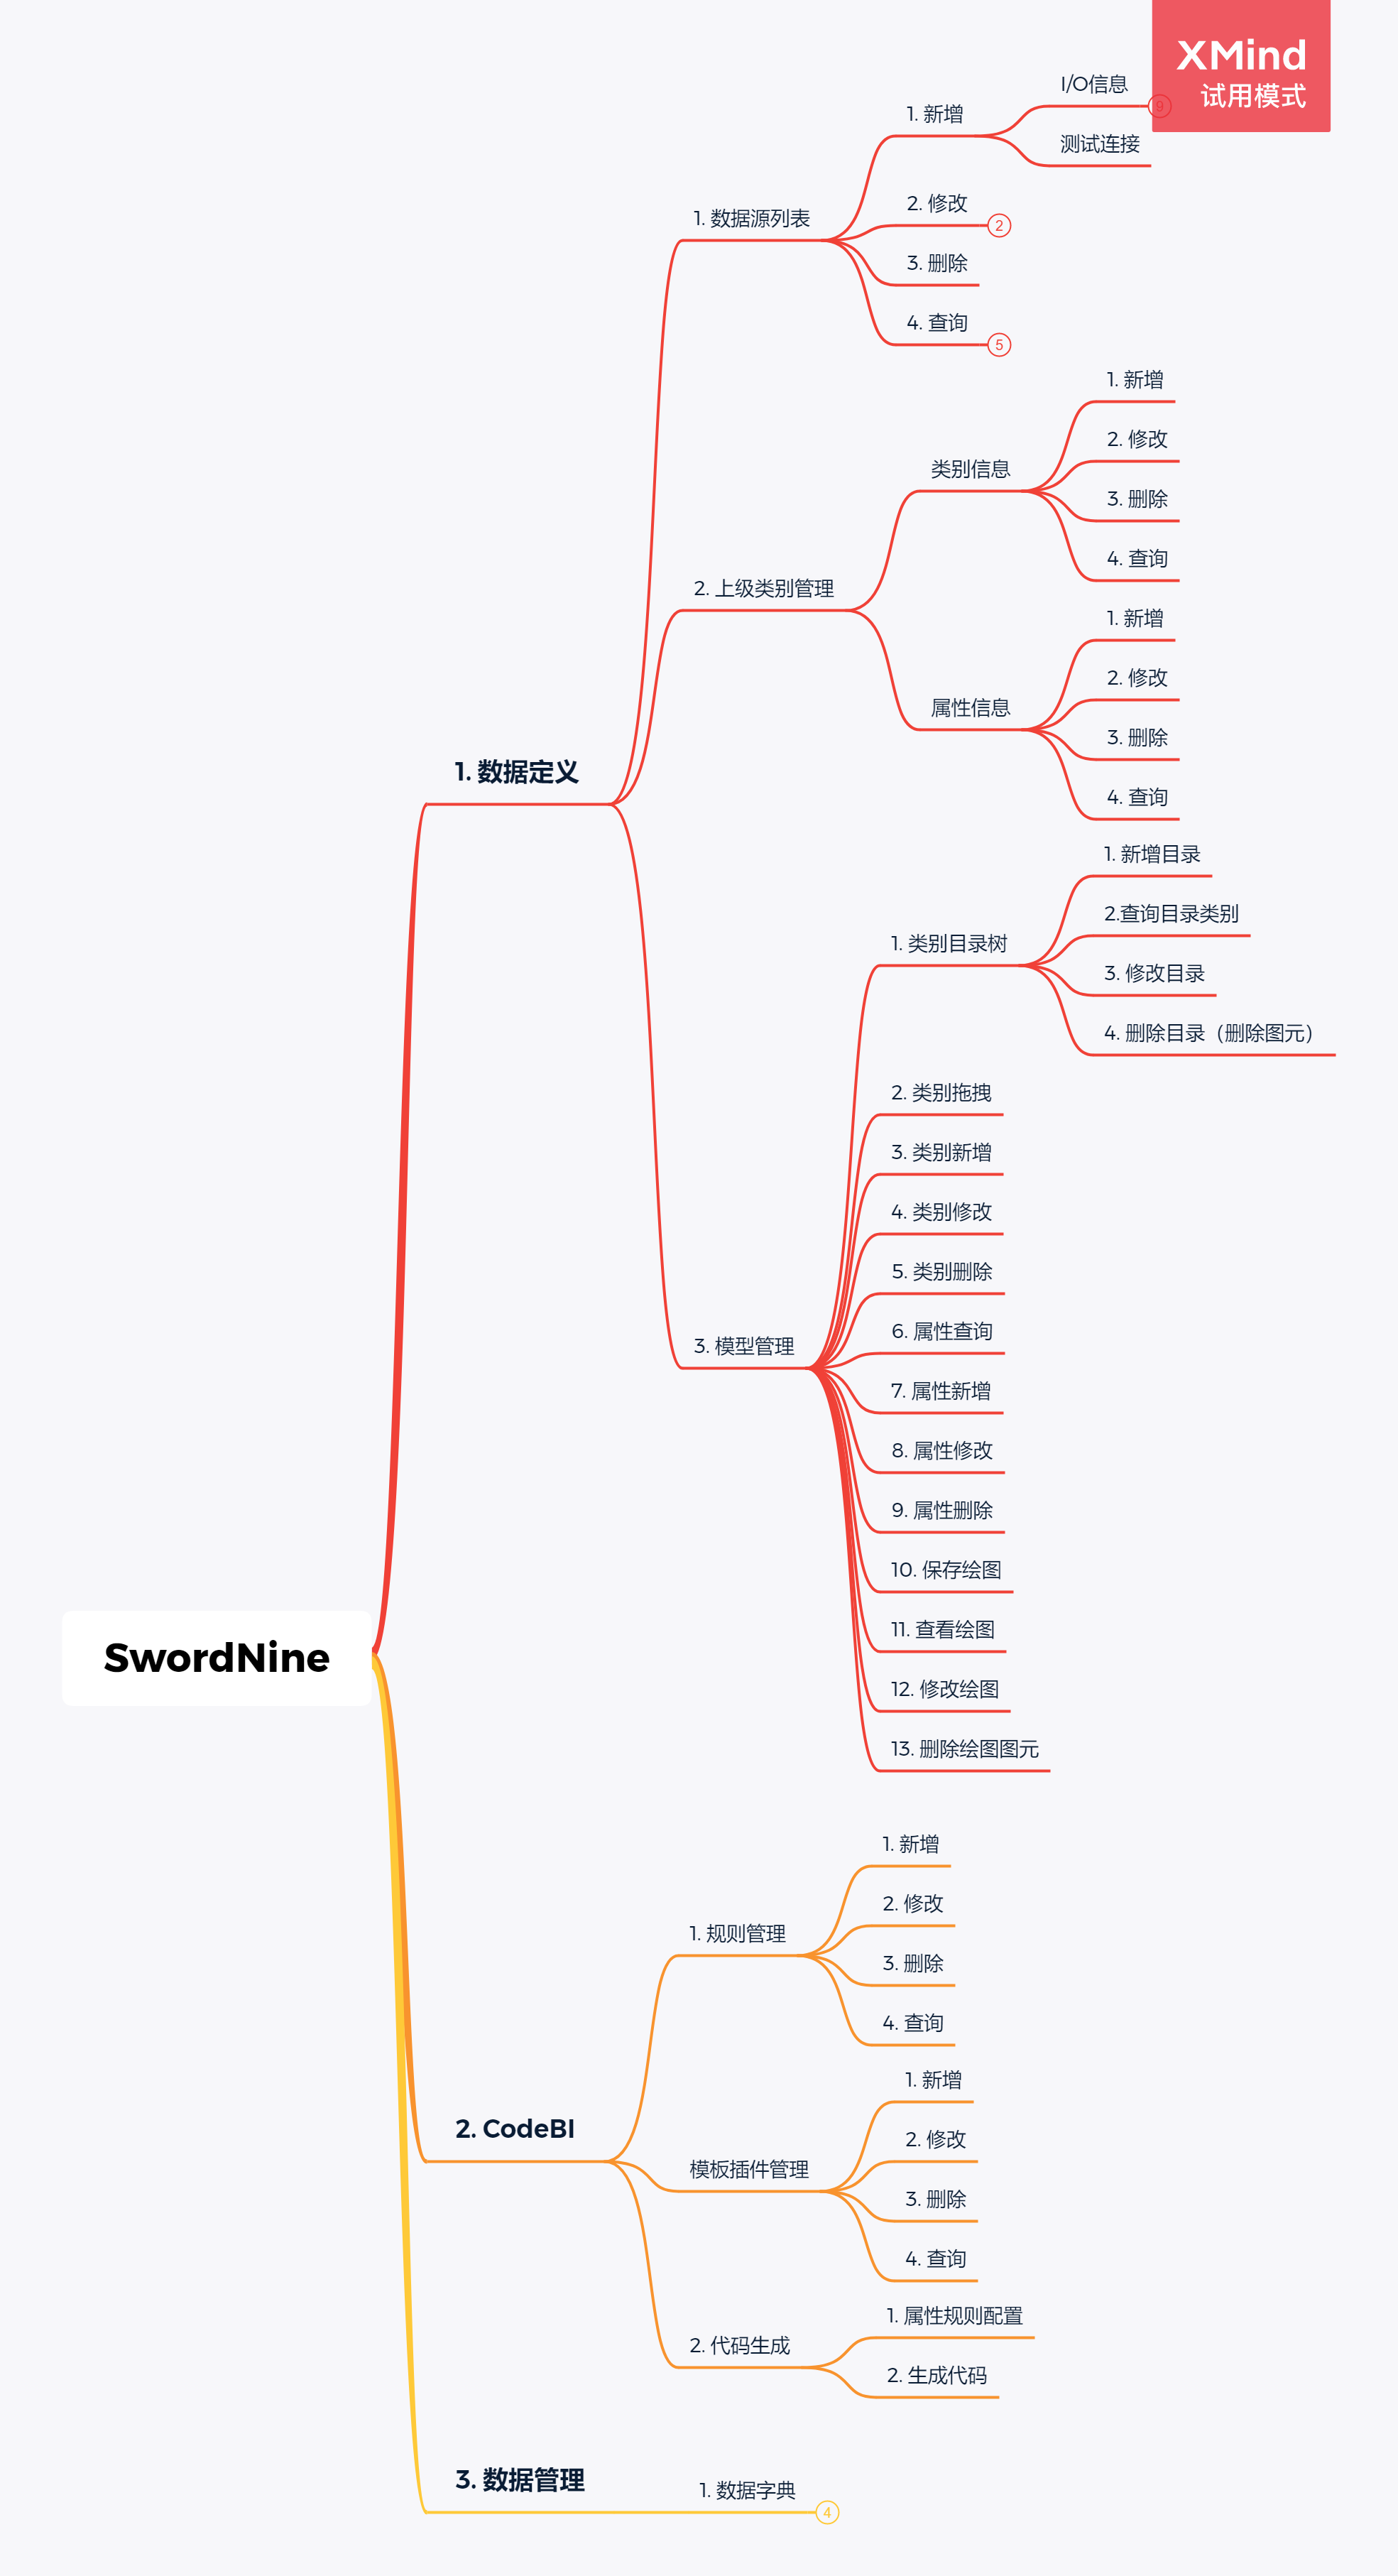 XMind
试用模式
I/O信息
9
1. 新增
测试连接
2. 修改
2
1. 数据源列表
3. 删除
4. 查询
5
1. 新增
2. 修改
类别信息
3. 删除
4. 查询
2. 上级类别管理
1. 新增
2. 修改
属性信息
3. 删除
4. 查询
1. 数据定义
1. 新增目录
2.查询目录类别
1. 类别目录树
3. 修改目录
4. 删除目录（删除图元）
2. 类别拖拽
3. 类别新增
4. 类别修改
5. 类别删除
6. 属性查询
3. 模型管理
7. 属性新增
8. 属性修改
9. 属性删除
10. 保存绘图
11. 查看绘图
SwordNine
12. 修改绘图
13. 删除绘图图元
1. 新增
2. 修改
1. 规则管理
3. 删除
4. 查询
1. 新增
2. CodeBI
2. 修改
模板插件管理
3. 删除
4. 查询
1. 属性规则配置
2. 代码生成
2. 生成代码
3. 数据管理
1. 数据字典
4